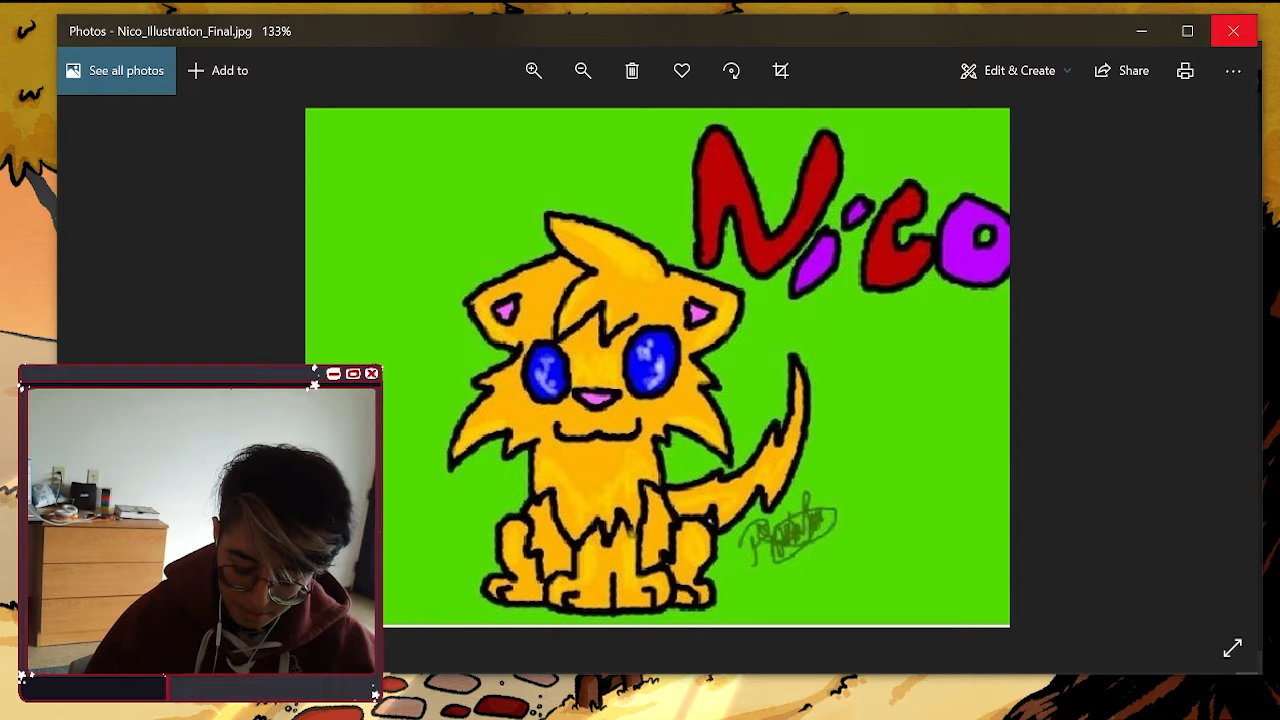 Photos - Nico_Illustration_Final.jpg 133%
See all photos
Add to
Edit & Create
Share
Nico